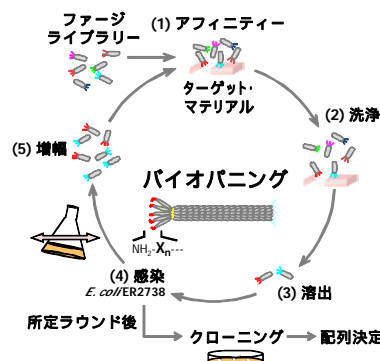 ファージ
ライブラリー
(1) アフィニティー
ターゲット・
マテリアル
(2) 洗浄
(5) 増幅
バイオパニング
NH₂-Xn---
(4) 感染
E. coli ER2738
(3) 溶出
所定ラウンド後
クローニング
配列決定